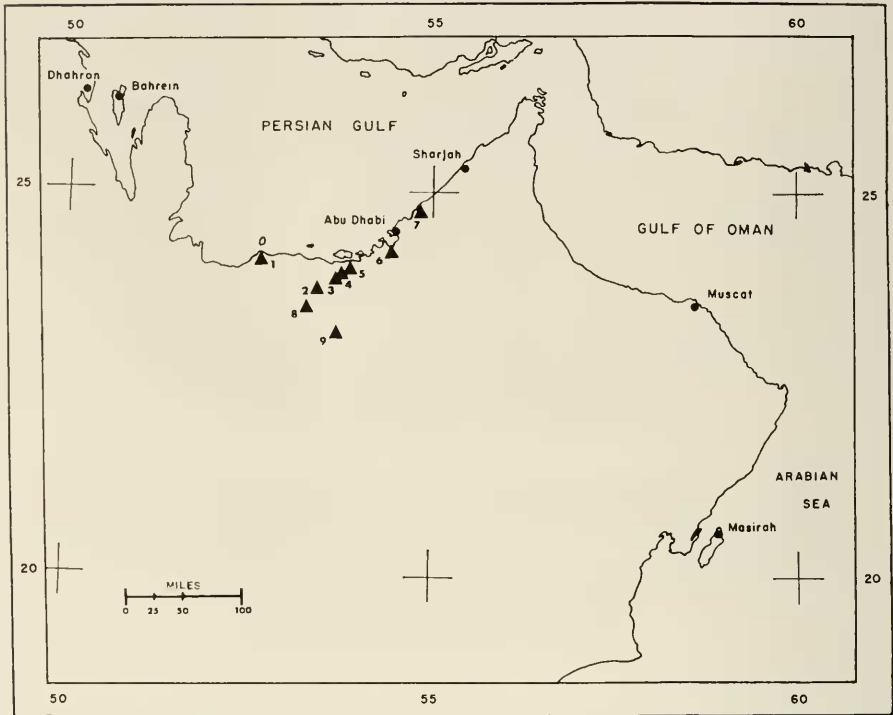 50 55 60
Dhahron
Bahrein
PERSIAN GULF
Sharjah
25
25
Abu Dhabi
7
GULF OF OMAN
6
1
5
4
2 3
8
Muscat
9
ARABIAN
SEA
Masirah
20
20
MILES
0 25 50 100
50 55 60